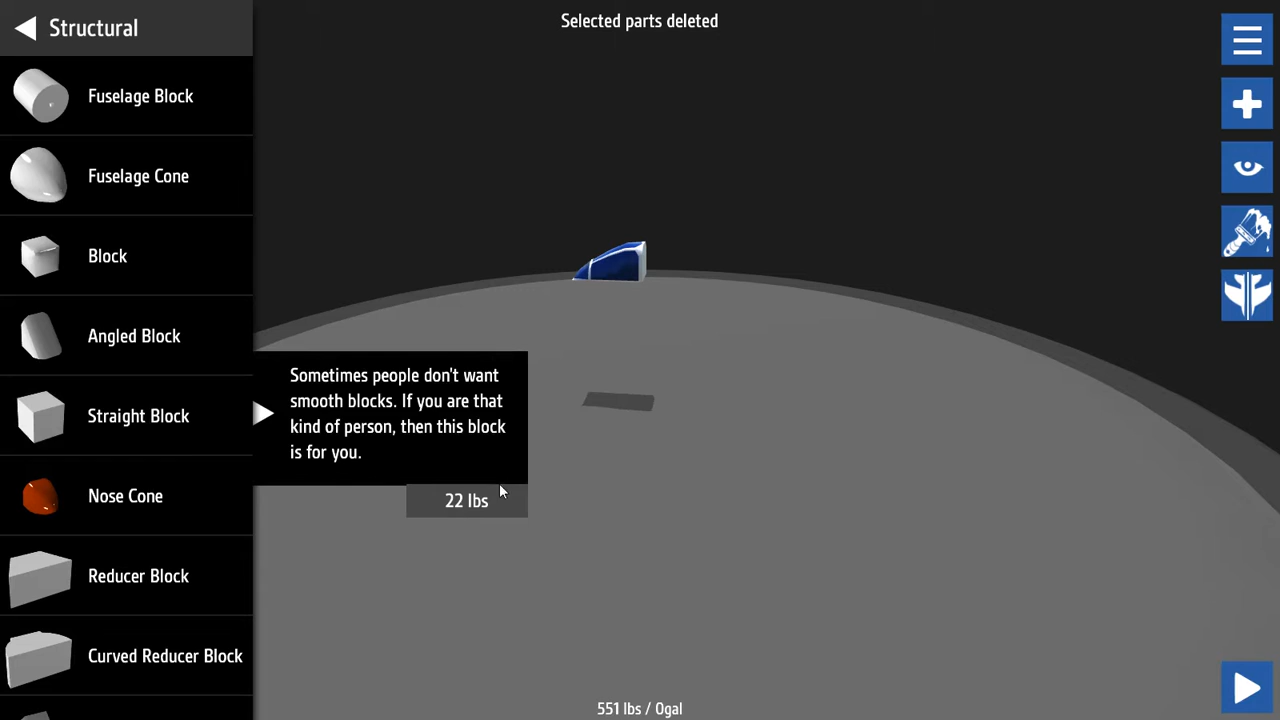 Structural
Selected parts deleted
Fuselage Block
Fuselage Cone
Block
Angled Block
Straight Block
Sometimes people don't want
smooth blocks. If you are that
kind of person, then this block
is for you.
22 lbs
Nose Cone
Reducer Block
Curved Reducer Block
551 lbs / 0gal